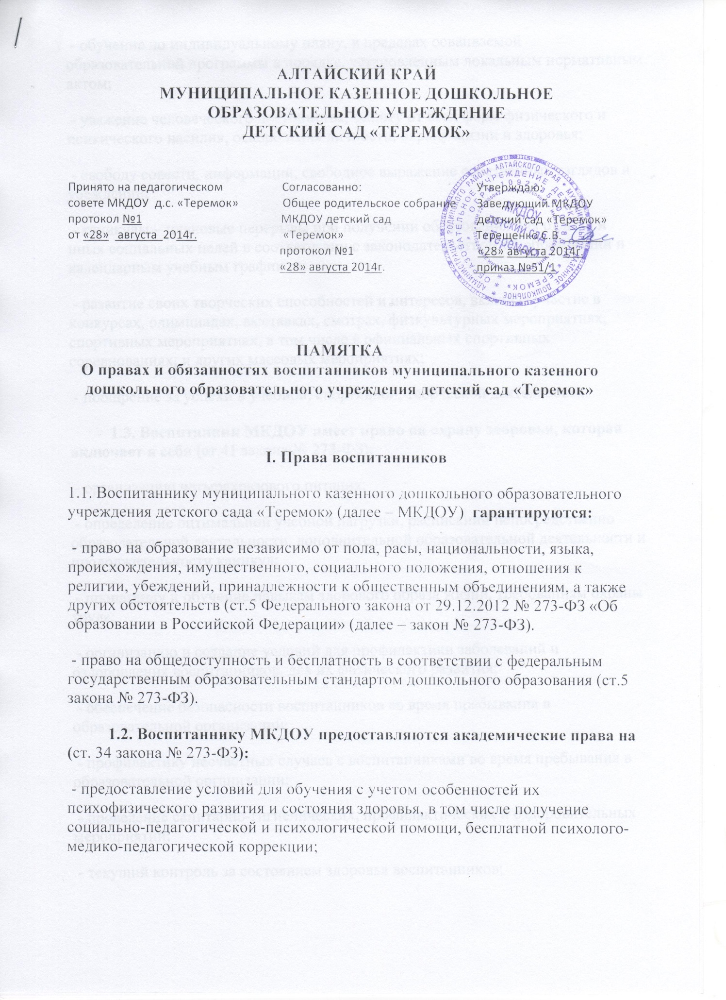 АЛТАЙСКИЙ КРАЙ
МУНИЦИПАЛЬНОЕ КАЗЕННОЕ ДОШКОЛЬНОЕ
ОБРАЗОВАТЕЛЬНОЕ УЧРЕЖДЕНИЕ
ДЕТСКИЙ САД «ТЕРЕМОК»
Принято на педагогическом
совете МКДОУ д.с. «Теремок»
протокол №1
от «28» августа 2014г.
Согласованно:
Общее родительское собрание
МКДОУ детский сад
«Теремок»
протокол №1
«28» августа 2014г.
Утверждаю:
Заведующий МКДОУ
детский сад «Теремок»
Терещенко С.В.
«28» августа 2014г.
приказ №51/1
МКДОУ
детский сад
«Теремок»
ПАМЯТКА
О правах и обязанностях воспитанников муниципального казенного
дошкольного образовательного учреждения детский сад «Теремок»
I. Права воспитанников
1.1. Воспитаннику муниципального казенного дошкольного образовательного
учреждения детского сада «Теремок» (далее – МКДОУ) гарантируются:
- право на образование независимо от пола, расы, национальности, языка,
происхождения, имущественного, социального положения, отношения к
религии, убеждений, принадлежности к общественным объединениям, а также
других обстоятельств (ст.5 Федерального закона от 29.12.2012 № 273-ФЗ «Об
образовании в Российской Федерации» (далее – закон № 273-ФЗ).
- право на общедоступность и бесплатность в соответствии с федеральным
государственным образовательным стандартом дошкольного образования (ст.5
закона № 273-ФЗ).
1.2. Воспитаннику МКДОУ предоставляются академические права на
(ст. 34 закона № 273-ФЗ):
- предоставление условий для обучения с учетом особенностей их
психофизического развития и состояния здоровья, в том числе получение
социально-педагогической и психологической помощи, бесплатной психолого-
медико-педагогической коррекции;